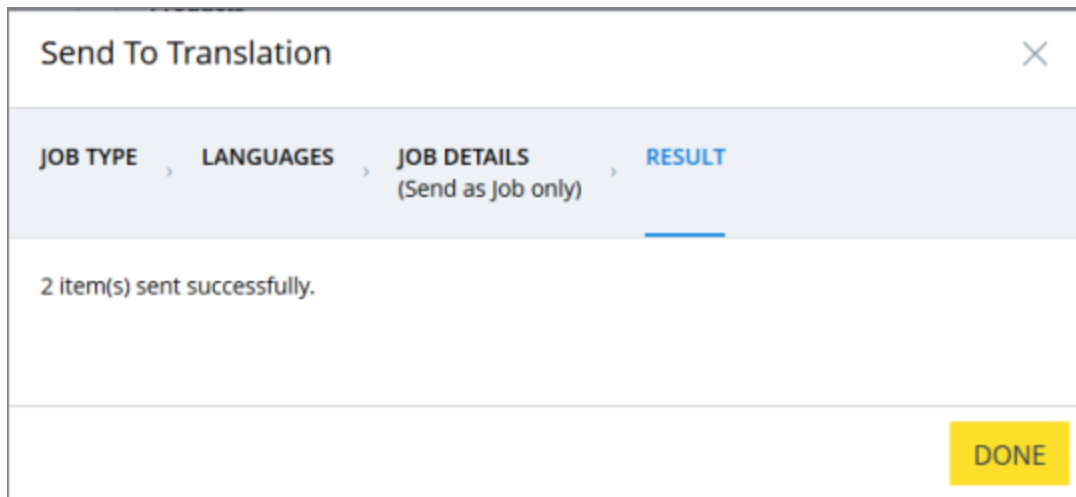 Send To Translation
JOB TYPE › LANGUAGES › JOB DETAILS › RESULT
(Send as Job only)
2 item(s) sent successfully.
DONE